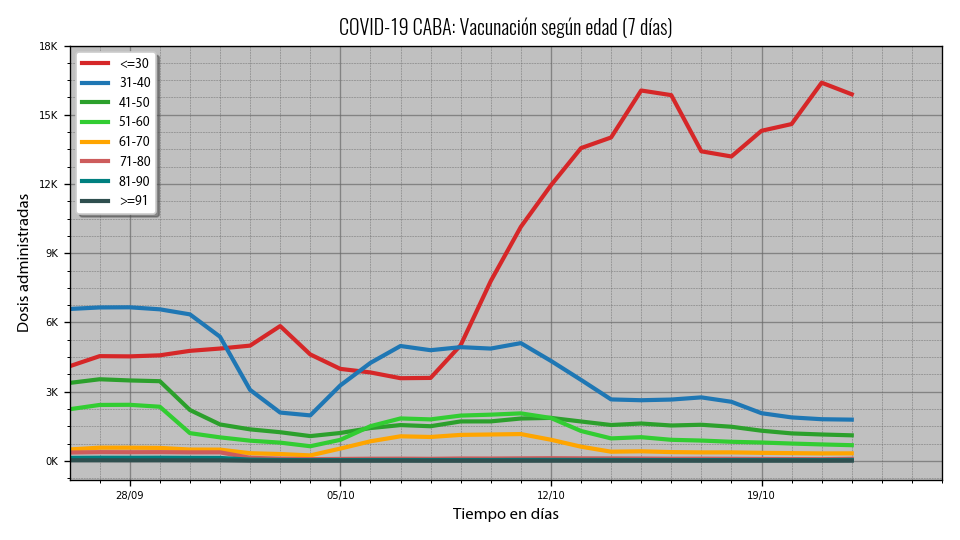 COVID-19 CABA: Vacunación según edad (7 días)
18K
15K
12K
9K
6K
3K
0K
Dosis administradas
<=30
31-40
41-50
51-60
61-70
71-80
81-90
>=91
28/09
05/10
12/10
19/10
Tiempo en días